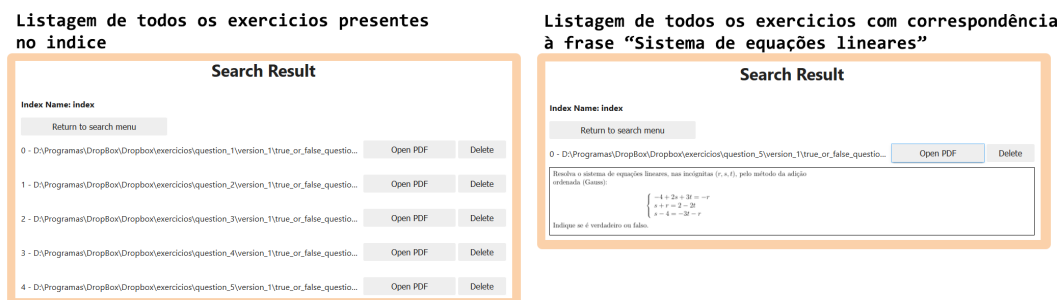 Listagem de todos os exercicios presentes
no indice
Search Result
Index Name: index
Return to search menu
0 - D:\Programas\DropBox\Dropbox\exercicios\question_1\version_1\true_or_false_questio... Open PDF Delete
1 - D:\Programas\DropBox\Dropbox\exercicios\question_2\version_1\true_or_false_questio... Open PDF Delete
2 - D:\Programas\DropBox\Dropbox\exercicios\question_3\version_1\true_or_false_questio... Open PDF Delete
3 - D:\Programas\DropBox\Dropbox\exercicios\question_4\version_1\true_or_false_questio... Open PDF Delete
4 - D:\Programas\DropBox\Dropbox\exercicios\question_5\version_1\true_or_false_questio... Open PDF Delete
Listagem de todos os exercicios com correspondência
à frase “Sistema de equações lineares”
Search Result
Index Name: index
Return to search menu
0 - D:\Programas\DropBox\Dropbox\exercicios\question_5\version_1\true_or_false_questio... Open PDF Delete
Resolva o sistema de equações lineares, nas incógnitas (r, s, t), pelo método da adição
ordenada (Gauss):
−4 + 2s + 3t = −r
s + r = 2 − 2t
s − 4 = −3t − r
Indique se é verdadeiro ou falso.